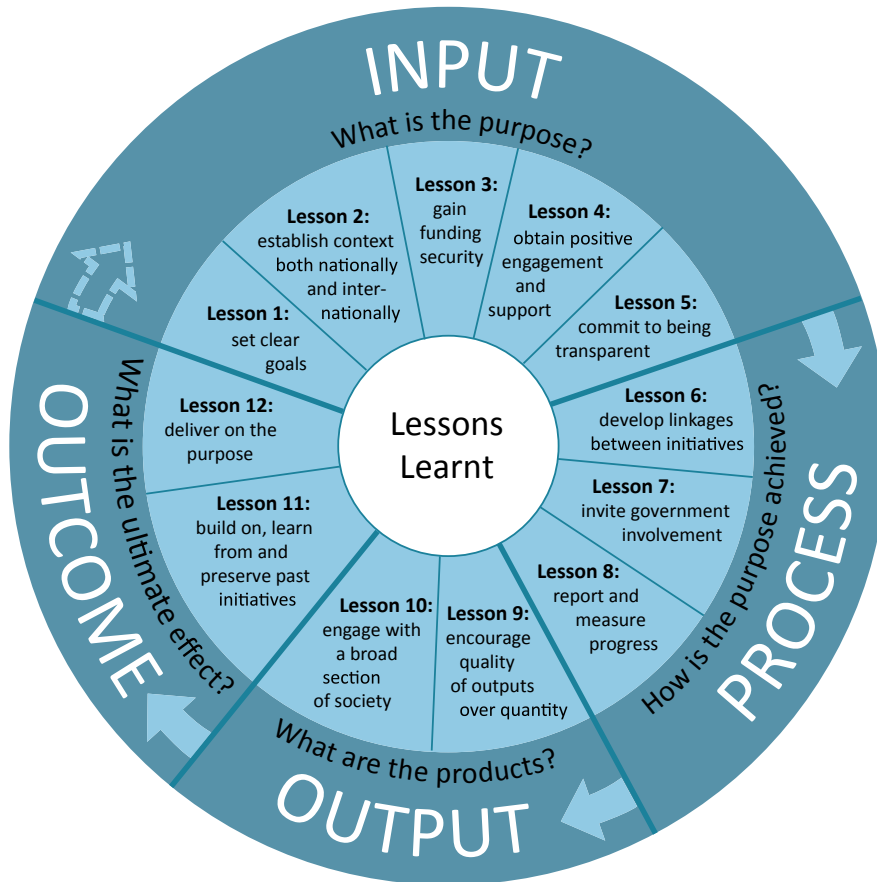 INPUT
What is the purpose?
Lesson 1:
set clear
goals
Lesson 2:
establish context
both nationally
and inter-
nationally
Lesson 3:
gain
funding
security
Lesson 4:
obtain positive
engagement
and
support
Lesson 5:
commit to being
transparent
PROCESS
How is the purpose achieved?
Lesson 6:
develop linkages
between initiatives
Lesson 7:
invite government
involvement
Lesson 8:
report and
measure
progress
OUTPUT
What are the products?
Lesson 9:
encourage
quality
of outputs
over quantity
Lesson 10:
engage with
a broad
section
of society
OUTCOME
What is the ultimate effect?
Lesson 11:
build on, learn
from and
preserve past
initiatives
Lesson 12:
deliver on the
purpose
Lessons
Learnt